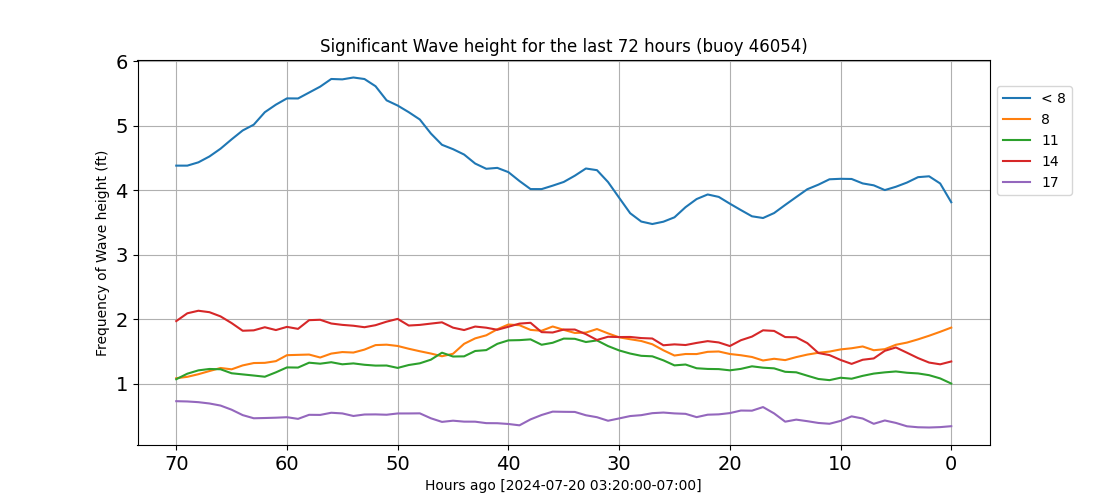 Significant Wave height for the last 72 hours (buoy 46054)
Frequency of Wave height (ft)
6
5
4
3
2
1
70 60 50 40 30 20 10 0
Hours ago [2024-07-20 03:20:00-07:00]
< 8
8
11
14
17